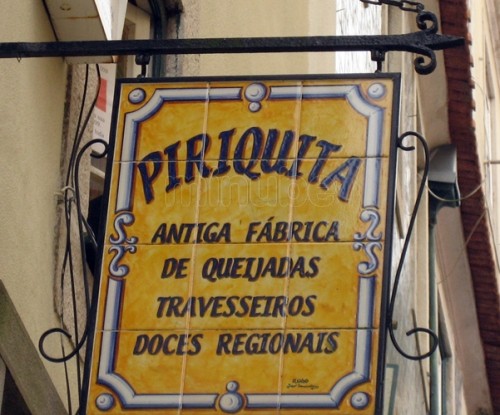 PIRIQUITA
ANTIGA FÁBRICA
DE QUEIJADAS
TRAVESSEIROS
DOCES REGIONAIS